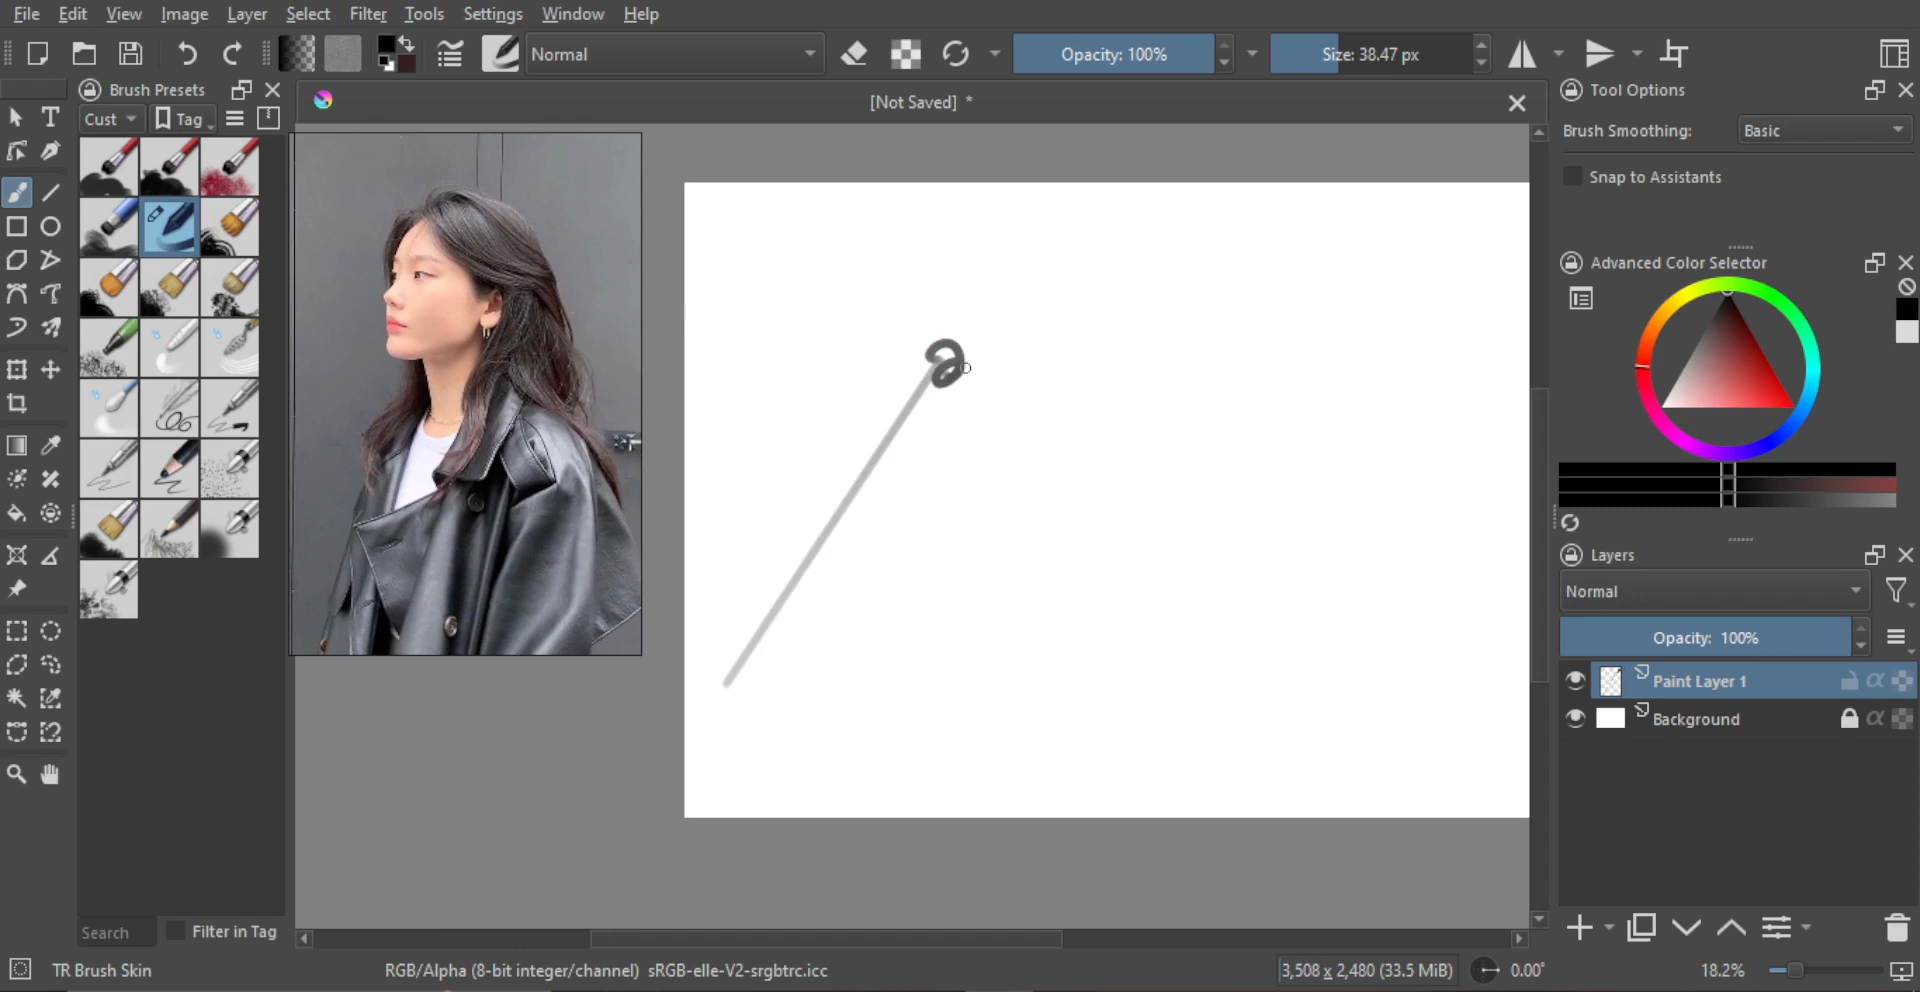 File Edit View Image Layer Select Filter Tools Settings Window Help
Normal Opacity: 100% Size: 38.47 px
Brush Presets
Cust Tag
[Not Saved] *
Tool Options
Brush Smoothing: Basic
Snap to Assistants
Advanced Color Selector
Layers
Normal
Opacity: 100%
Paint Layer 1
Background
Search Filter in Tag
TR Brush Skin RGB/Alpha (8-bit integer/channel) sRGB-elle-V2-srgbtrc.icc 3,508 x 2,480 (33.5 MiB) 0.00° 18.2%